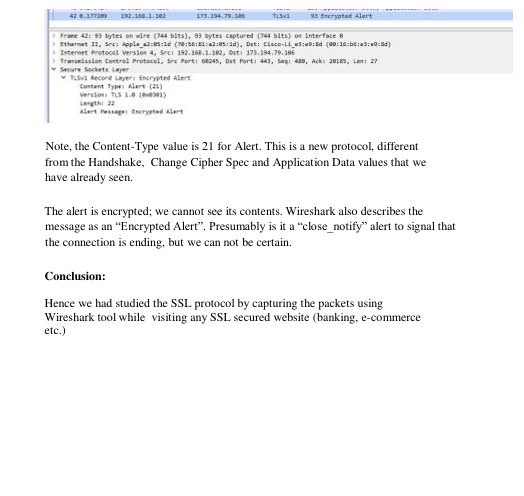 42 0.177209 192.168.1.102 173.194.79.106 TLSv1 93 Encrypted Alert
Frame 42: 93 bytes on wire (744 bits), 93 bytes captured (744 bits) on interface 0
Ethernet II, Src: Apple_a2:05:1d (70:56:81:a2:05:1d), Dst: Cisco-Li_e3:e9:8d (00:16:b6:e3:e9:8d)
Internet Protocol Version 4, Src: 192.168.1.102, Dst: 173.194.79.106
Transmission Control Protocol, Src Port: 60245, Dst Port: 443, Seq: 480, Ack: 20185, Len: 27
Secure Sockets Layer
TLSv1 Record Layer: Encrypted Alert
Content Type: Alert (21)
Version: TLS 1.0 (0x0301)
Length: 22
Alert Message: Encrypted Alert
Note, the Content-Type value is 21 for Alert. This is a new protocol, different
from the Handshake, Change Cipher Spec and Application Data values that we
have already seen.
The alert is encrypted; we cannot see its contents. Wireshark also describes the
message as an “Encrypted Alert”. Presumably is it a “close_notify” alert to signal that
the connection is ending, but we can not be certain.
Conclusion:
Hence we had studied the SSL protocol by capturing the packets using
Wireshark tool while visiting any SSL secured website (banking, e-commerce
etc.)